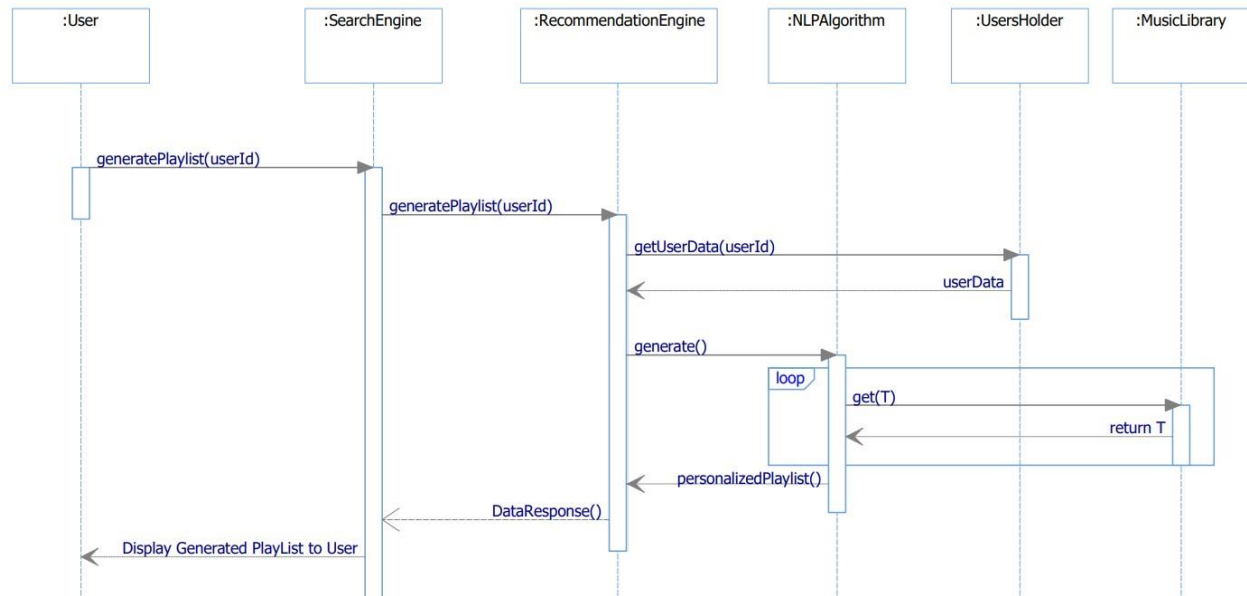 :User
:SearchEngine
:RecommendationEngine
:NLPAlgorithm
:UsersHolder
:MusicLibrary
generatePlaylist(userId)
generatePlaylist(userId)
getUserData(userId)
userData
generate()
loop
get(T)
return T
personalizedPlaylist()
DataResponse()
Display Generated PlayList to User